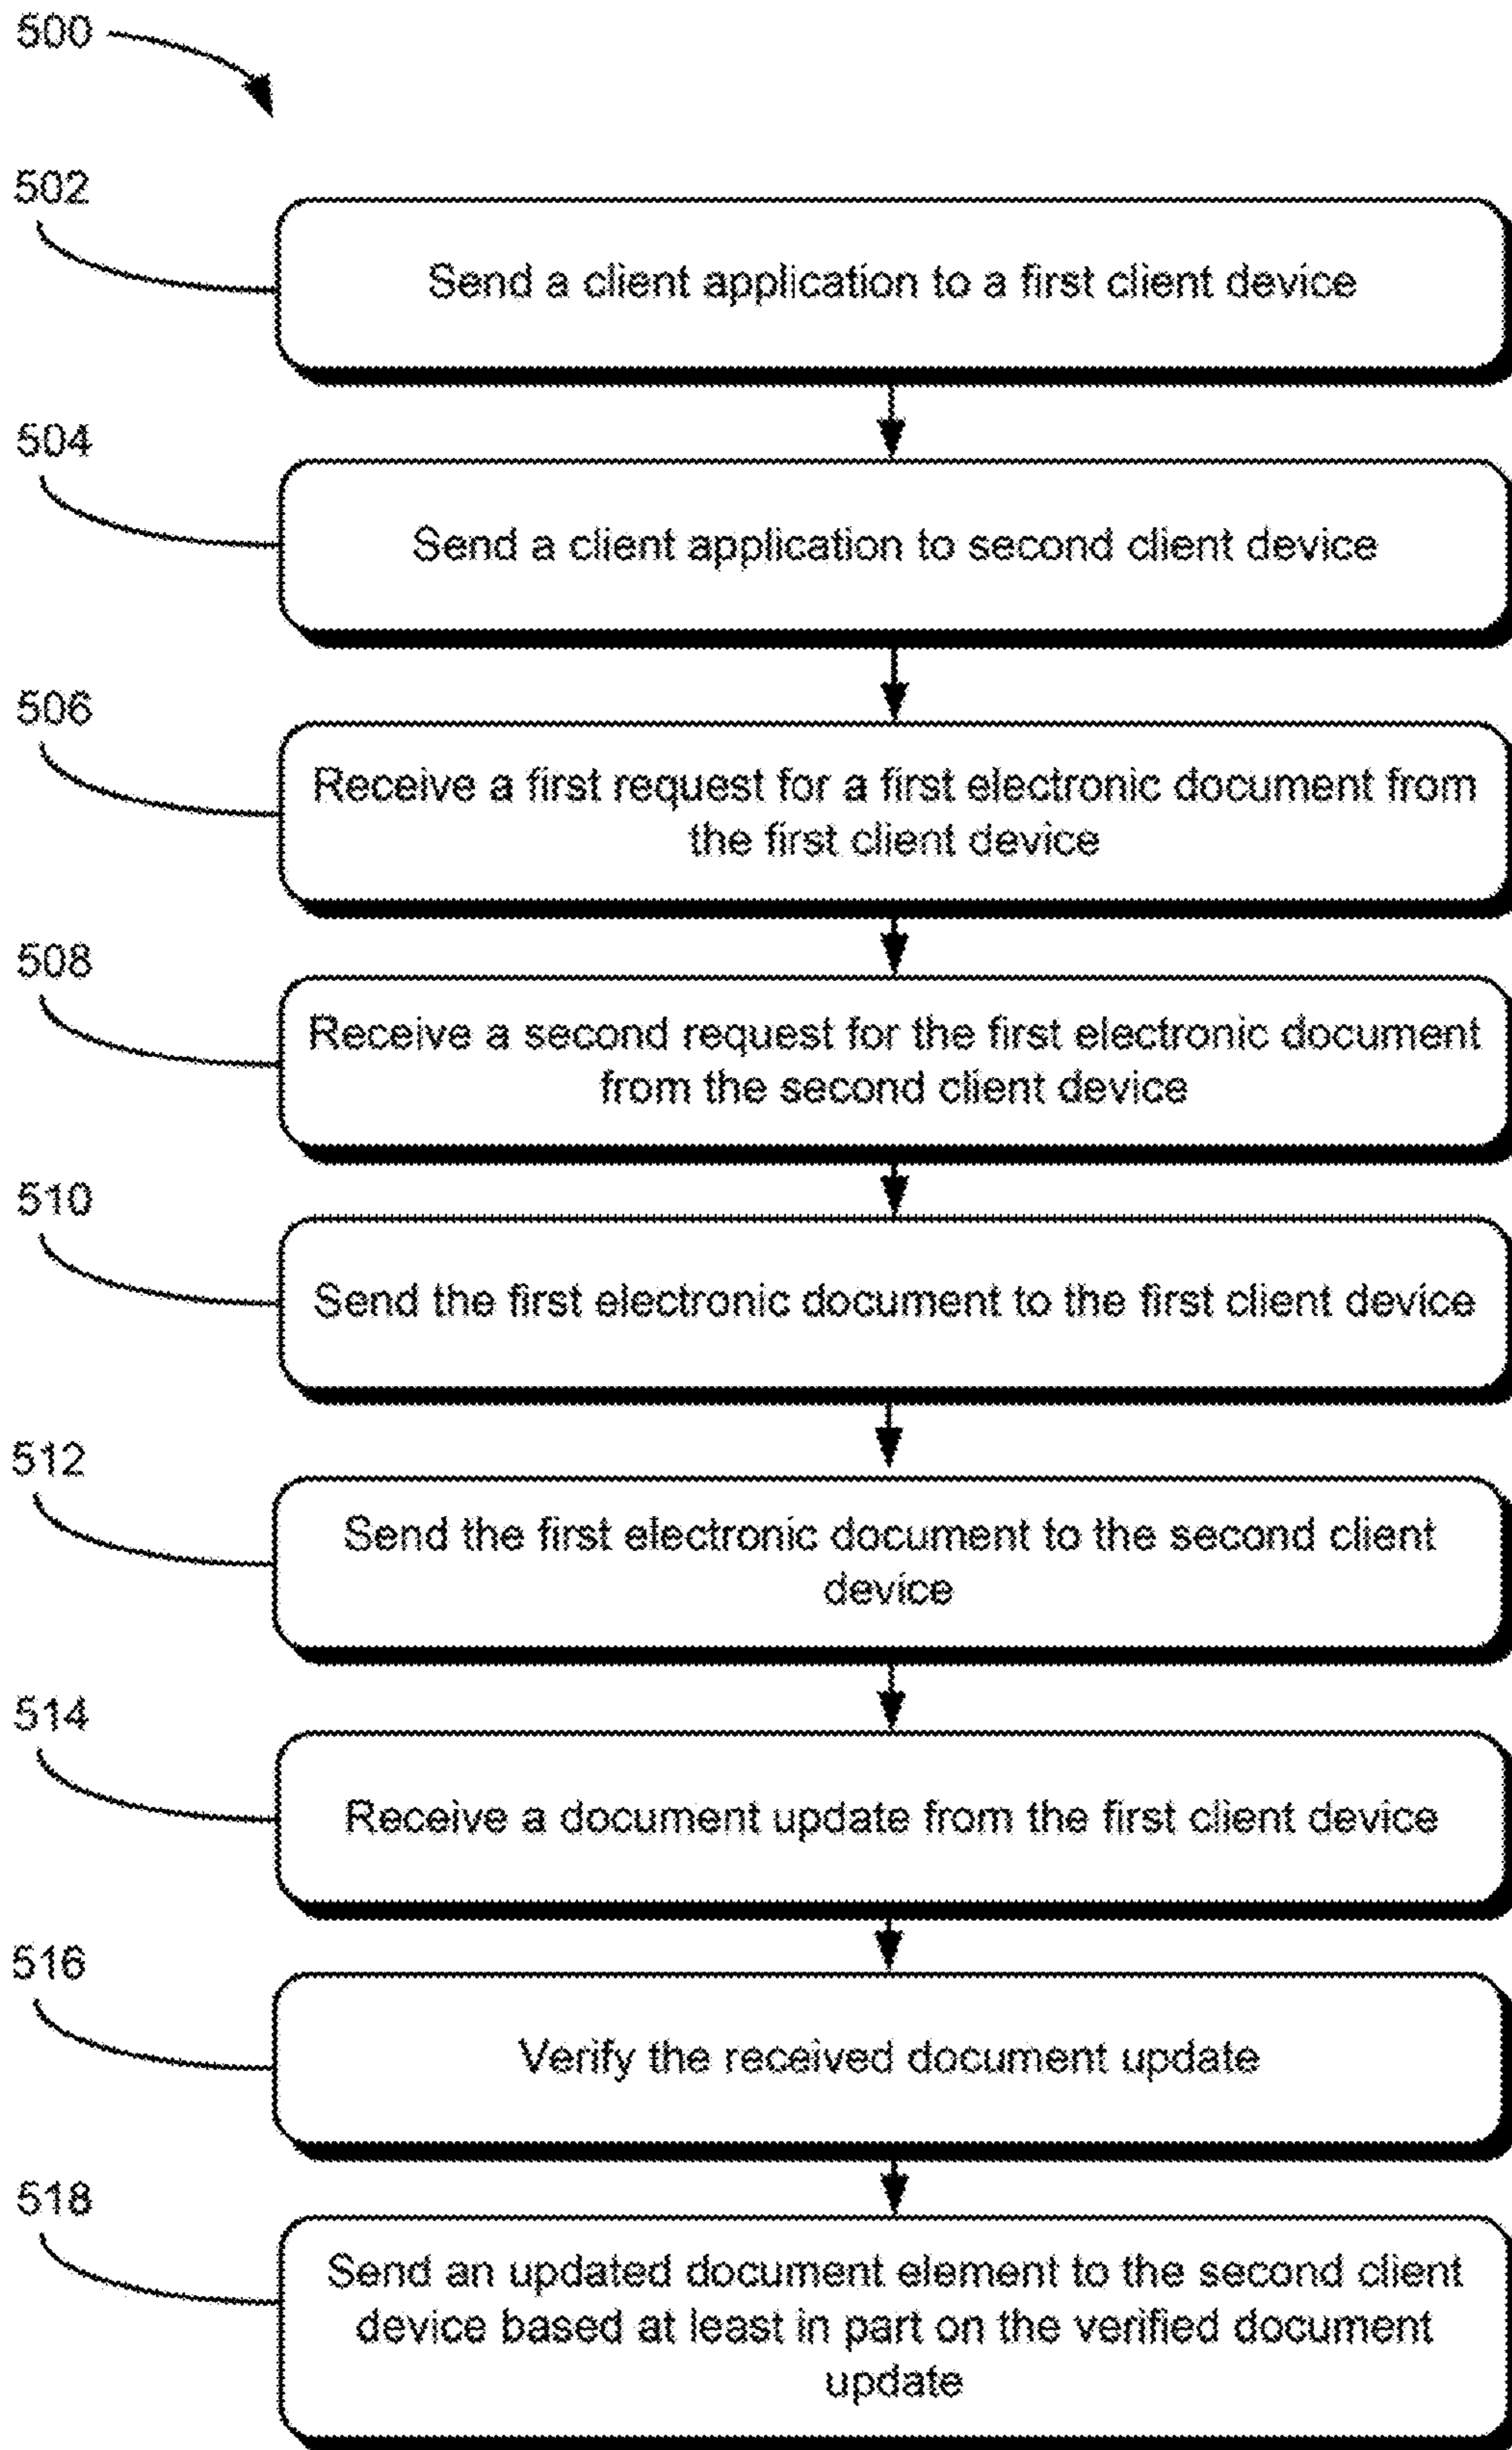 500
502
Send a client application to a first client device
504
Send a client application to second client device
506
Receive a first request for a first electronic document from
the first client device
508
Receive a second request for the first electronic document
from the second client device
510
Send the first electronic document to the first client device
512
Send the first electronic document to the second client
device
514
Receive a document update from the first client device
516
Verify the received document update
518
Send an updated document element to the second client
device based at least in part on the verified document
update